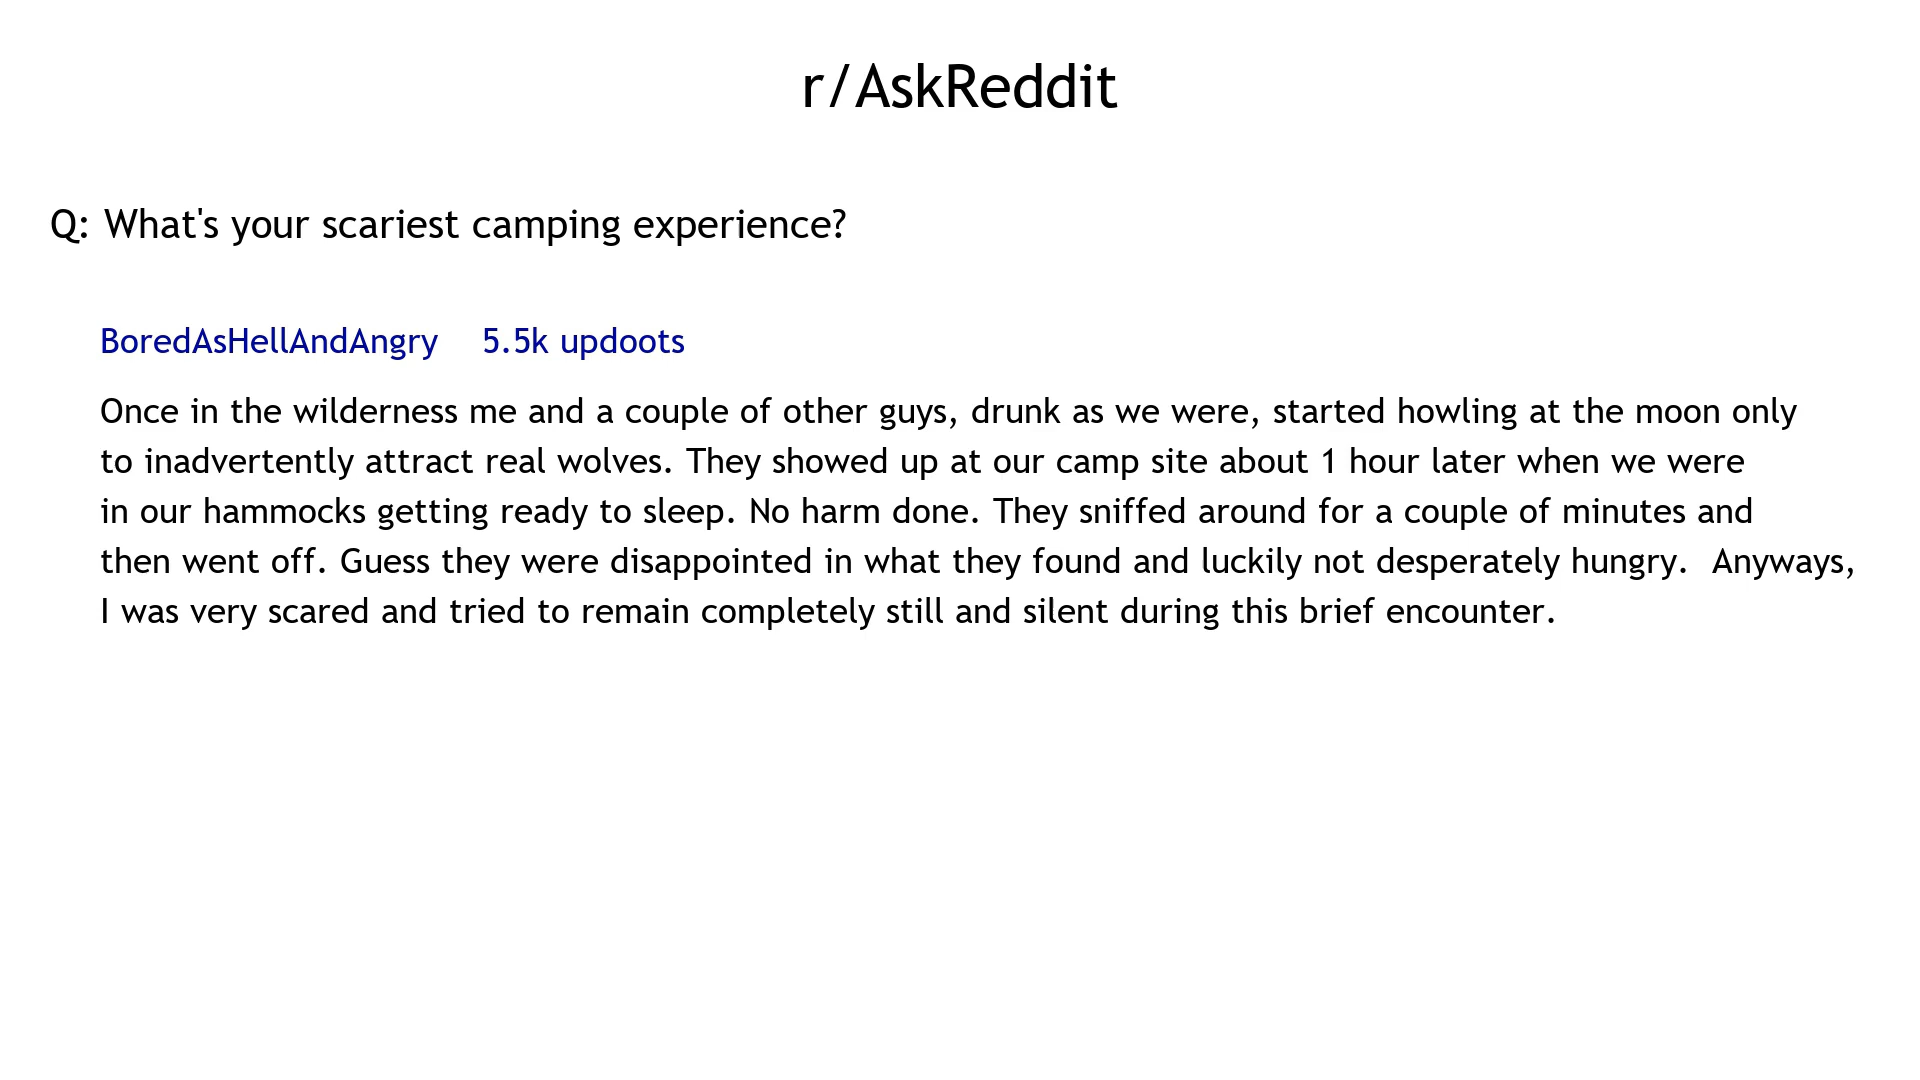 r/AskReddit
Q: What's your scariest camping experience?
BoredAsHellAndAngry 5.5k updoots
Once in the wilderness me and a couple of other guys, drunk as we were, started howling at the moon only
to inadvertently attract real wolves. They showed up at our camp site about 1 hour later when we were
in our hammocks getting ready to sleep. No harm done. They sniffed around for a couple of minutes and
then went off. Guess they were disappointed in what they found and luckily not desperately hungry.  Anyways,
I was very scared and tried to remain completely still and silent during this brief encounter.